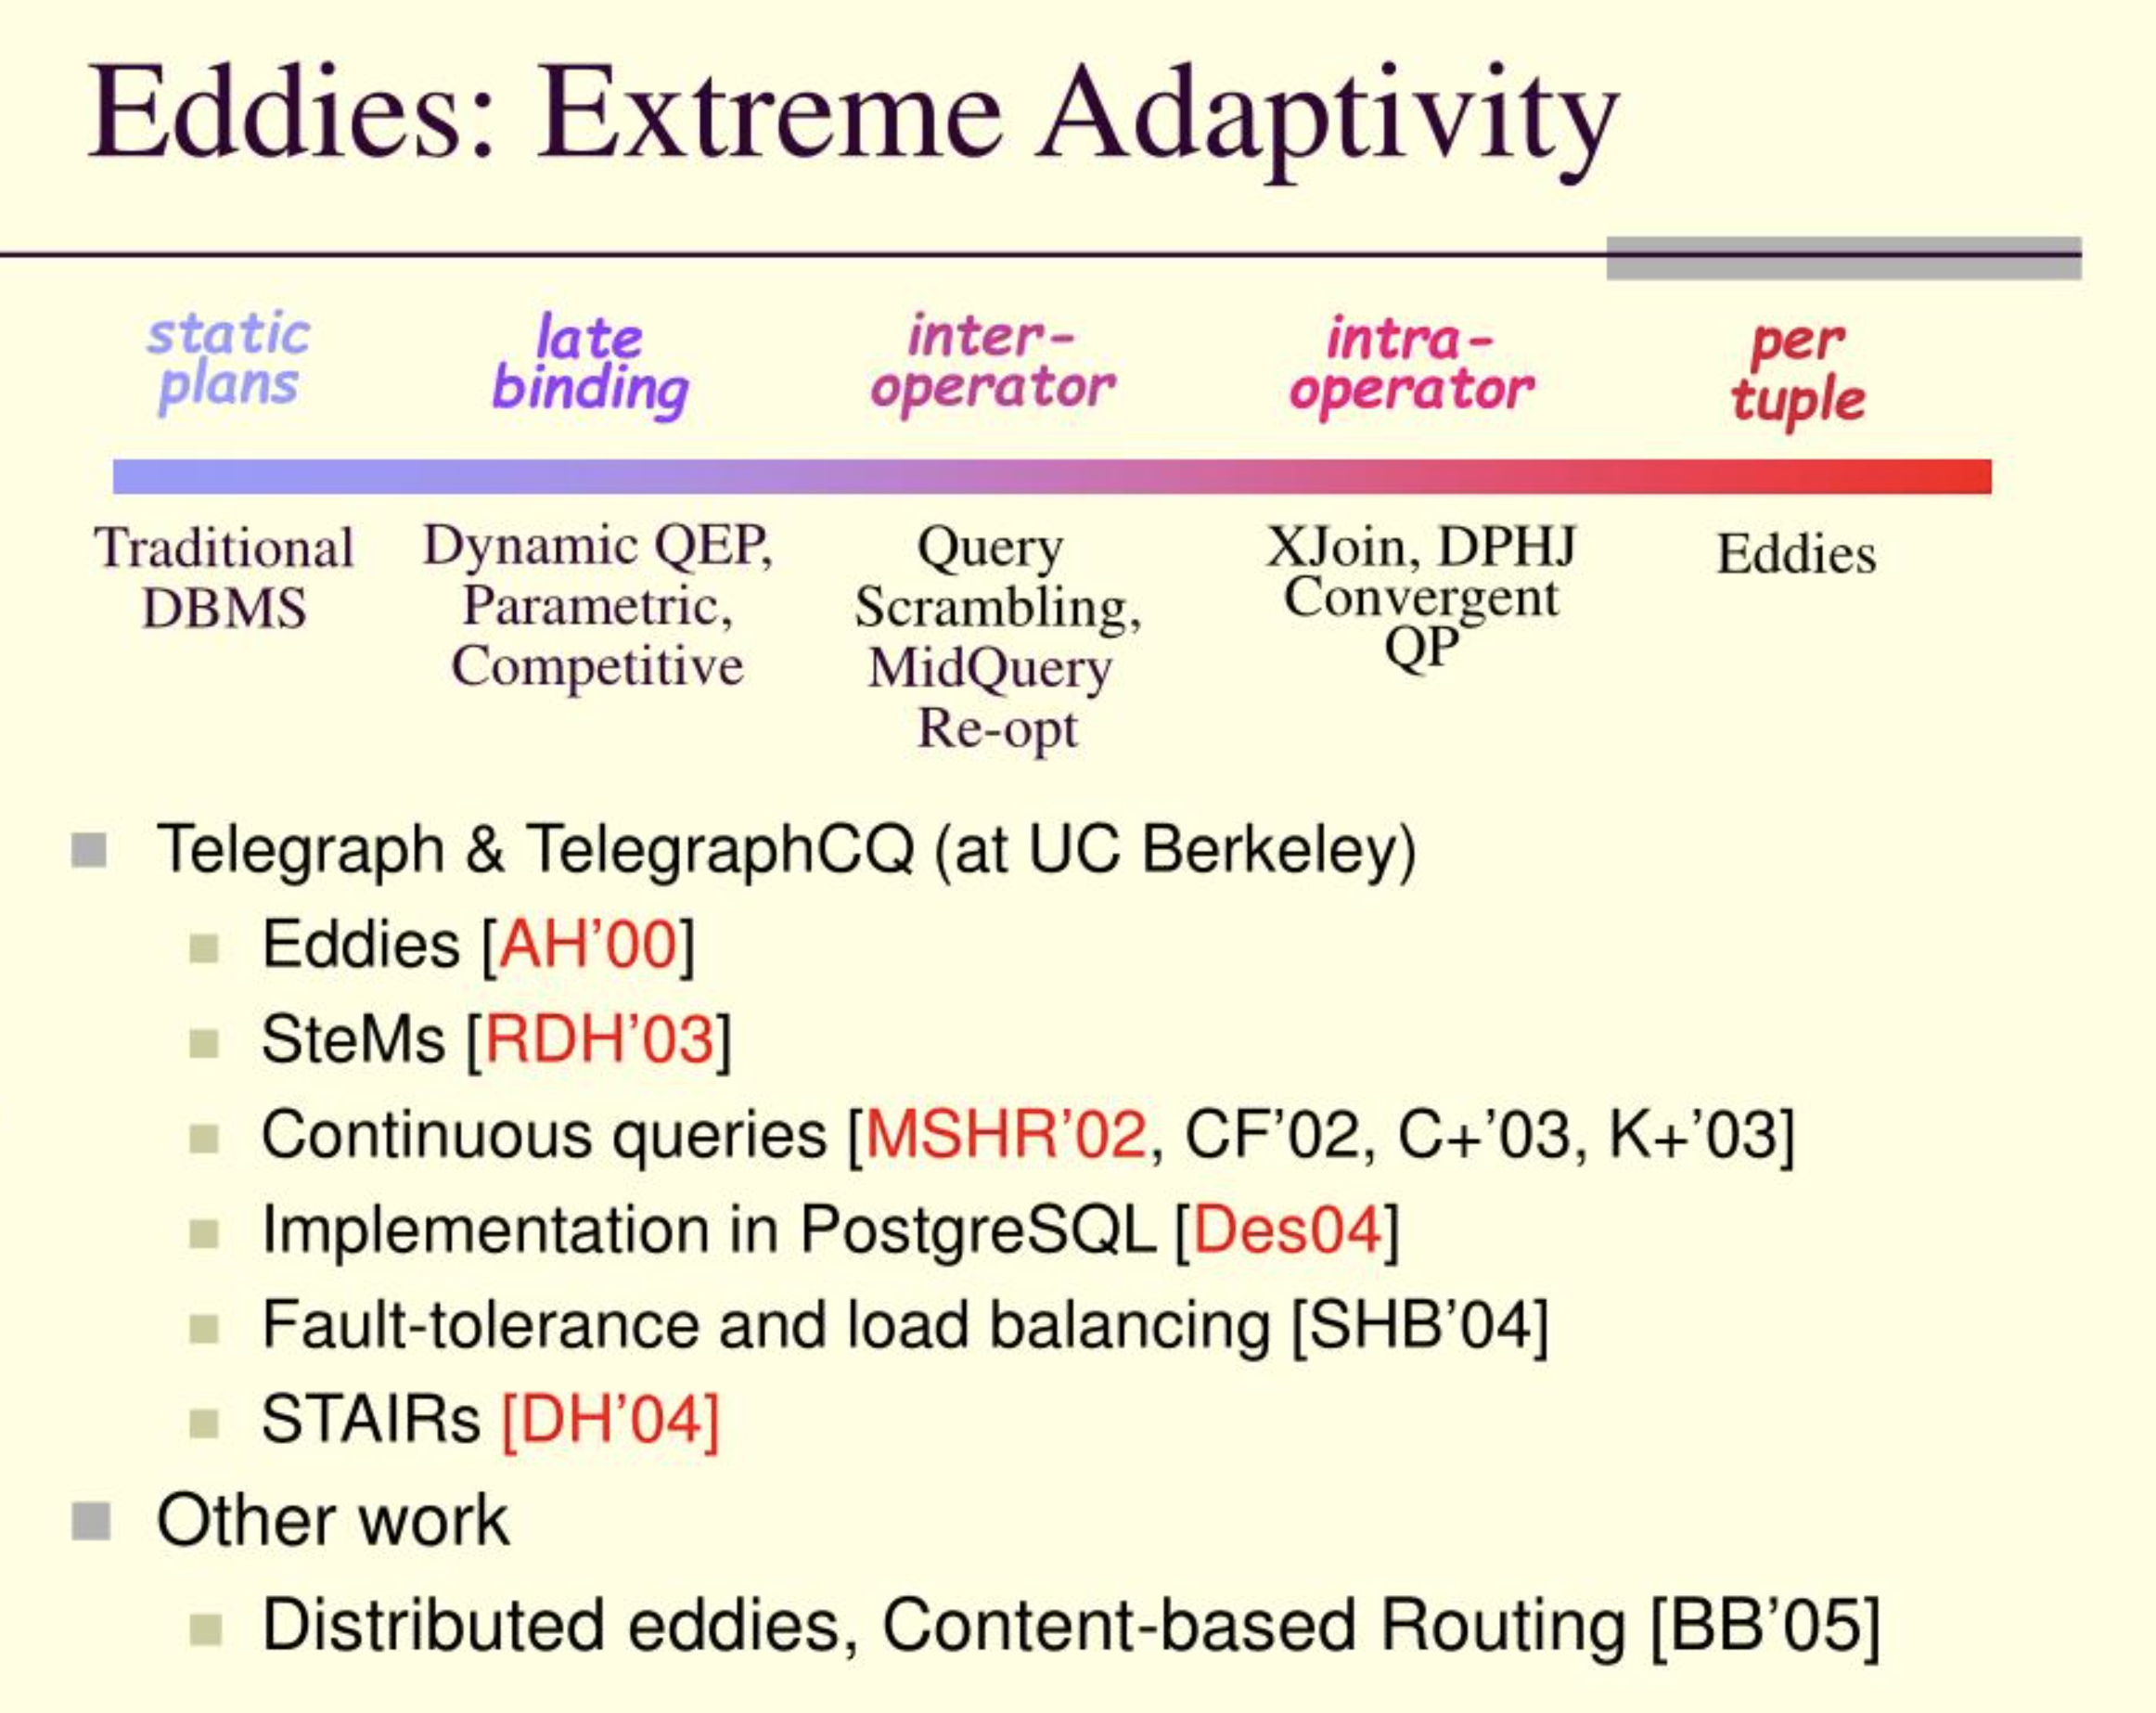 Eddies: Extreme Adaptivity
static plans
late binding
inter-operator
intra-operator
per tuple
Traditional DBMS
Dynamic QEP, Parametric, Competitive
Query Scrambling, MidQuery Re-opt
XJoin, DPHJ Convergent QP
Eddies
Telegraph & TelegraphCQ (at UC Berkeley)
Eddies [AH’00]
SteMs [RDH’03]
Continuous queries [MSHR’02, CF’02, C+’03, K+’03]
Implementation in PostgreSQL [Des04]
Fault-tolerance and load balancing [SHB’04]
STAIRs [DH’04]
Other work
Distributed eddies, Content-based Routing [BB’05]